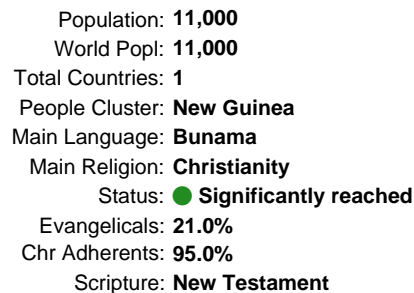 Population: 11,000
World Popl: 11,000
Total Countries: 1
People Cluster: New Guinea
Main Language: Bunama
Main Religion: Christianity
Status: Significantly reached
Evangelicals: 21.0%
Chr Adherents: 95.0%
Scripture: New Testament